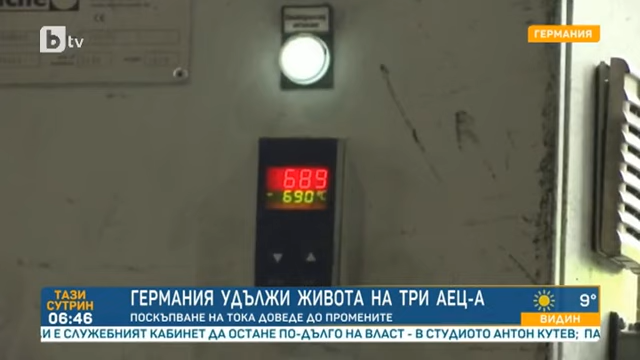 btv
ГЕРМАНИЯ
689
- 690°C
ТАЗИ
СУТРИН
06:46
ГЕРМАНИЯ УДЪЛЖИ ЖИВОТА НА ТРИ АЕЦ-А
ПОСКЪПВАНЕ НА ТОКА ДОВЕДЕ ДО ПРОМЕНИТЕ
9°
ВИДИН
И Е СЛУЖЕБНИЯТ КАБИНЕТ ДА ОСТАНЕ ПО-ДЪЛГО НА ВЛАСТ - В СТУДИОТО АНТОН КУТЕВ; ПА